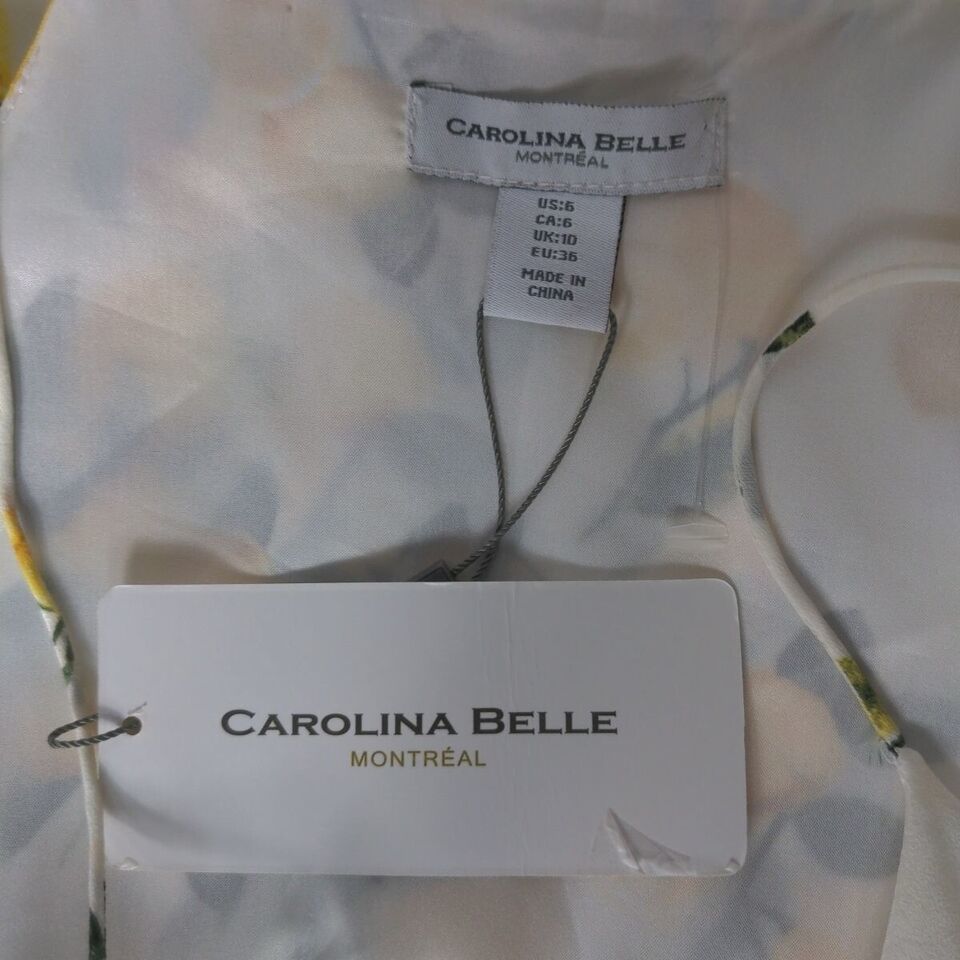 CAROLINA BELLE
MONTRÉAL
US:6
CA:6
UK:10
EU:36
MADE IN
CHINA
CAROLINA BELLE
MONTRÉAL